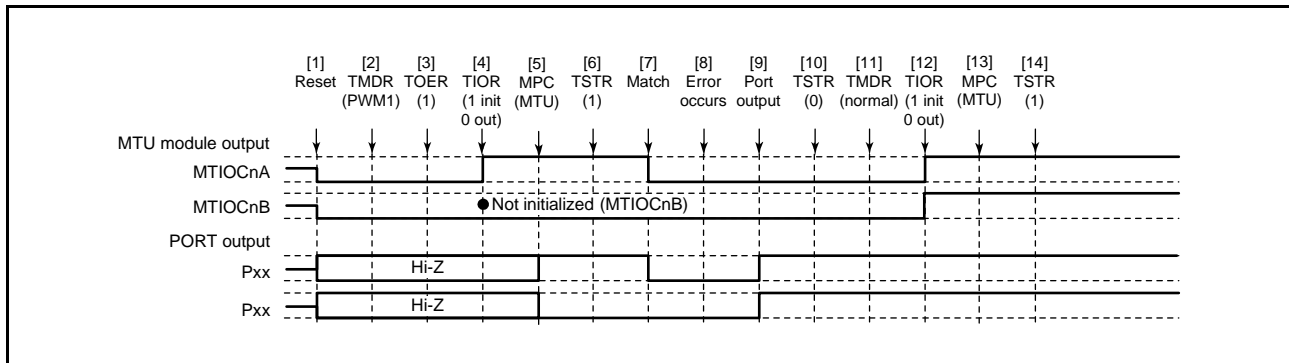 [1] [2] [3] [4] [5] [6] [7] [8] [9] [10] [11] [12] [13] [14]
Reset TMDR TOER TIOR MPC TSTR Match Error Port TSTR TMDR TIOR MPC TSTR
(PWM1) (1) (1 init (MTU) (1) occurs output (0) (normal) (1 init (MTU) (1)
0 out) 0 out)
MTU module output
MTIOCnA
MTIOCnB Not initialized (MTIOCnB)
PORT output
Pxx Hi-Z
Pxx Hi-Z